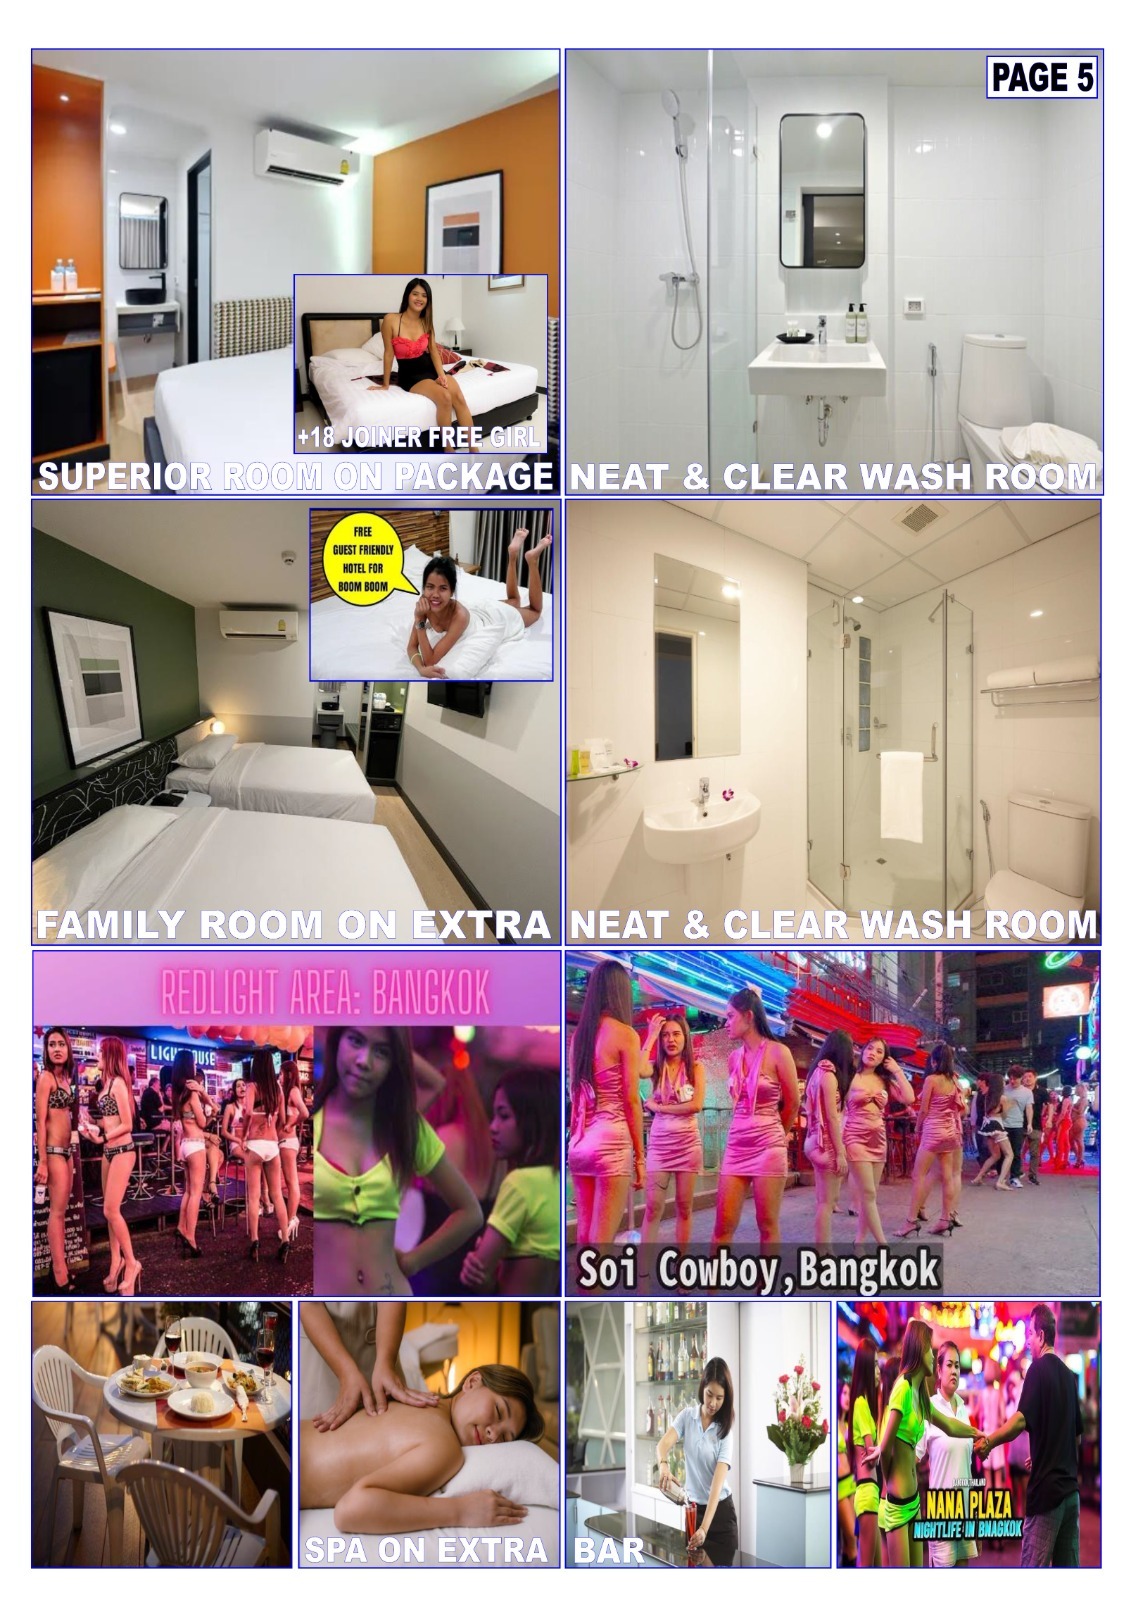 PAGE 5
+18 JOINER FREE GIRL
SUPERIOR ROOM ON PACKAGE
NEAT & CLEAR WASH ROOM
FREE
GUEST FRIENDLY
HOTEL FOR
BOOM BOOM
FAMILY ROOM ON EXTRA
NEAT & CLEAR WASH ROOM
REDLIGHT AREA: BANGKOK
Soi Cowboy,Bangkok
SPA ON EXTRA
BAR
NANA PLAZA
NIGHTLIFE IN BNAGKOK